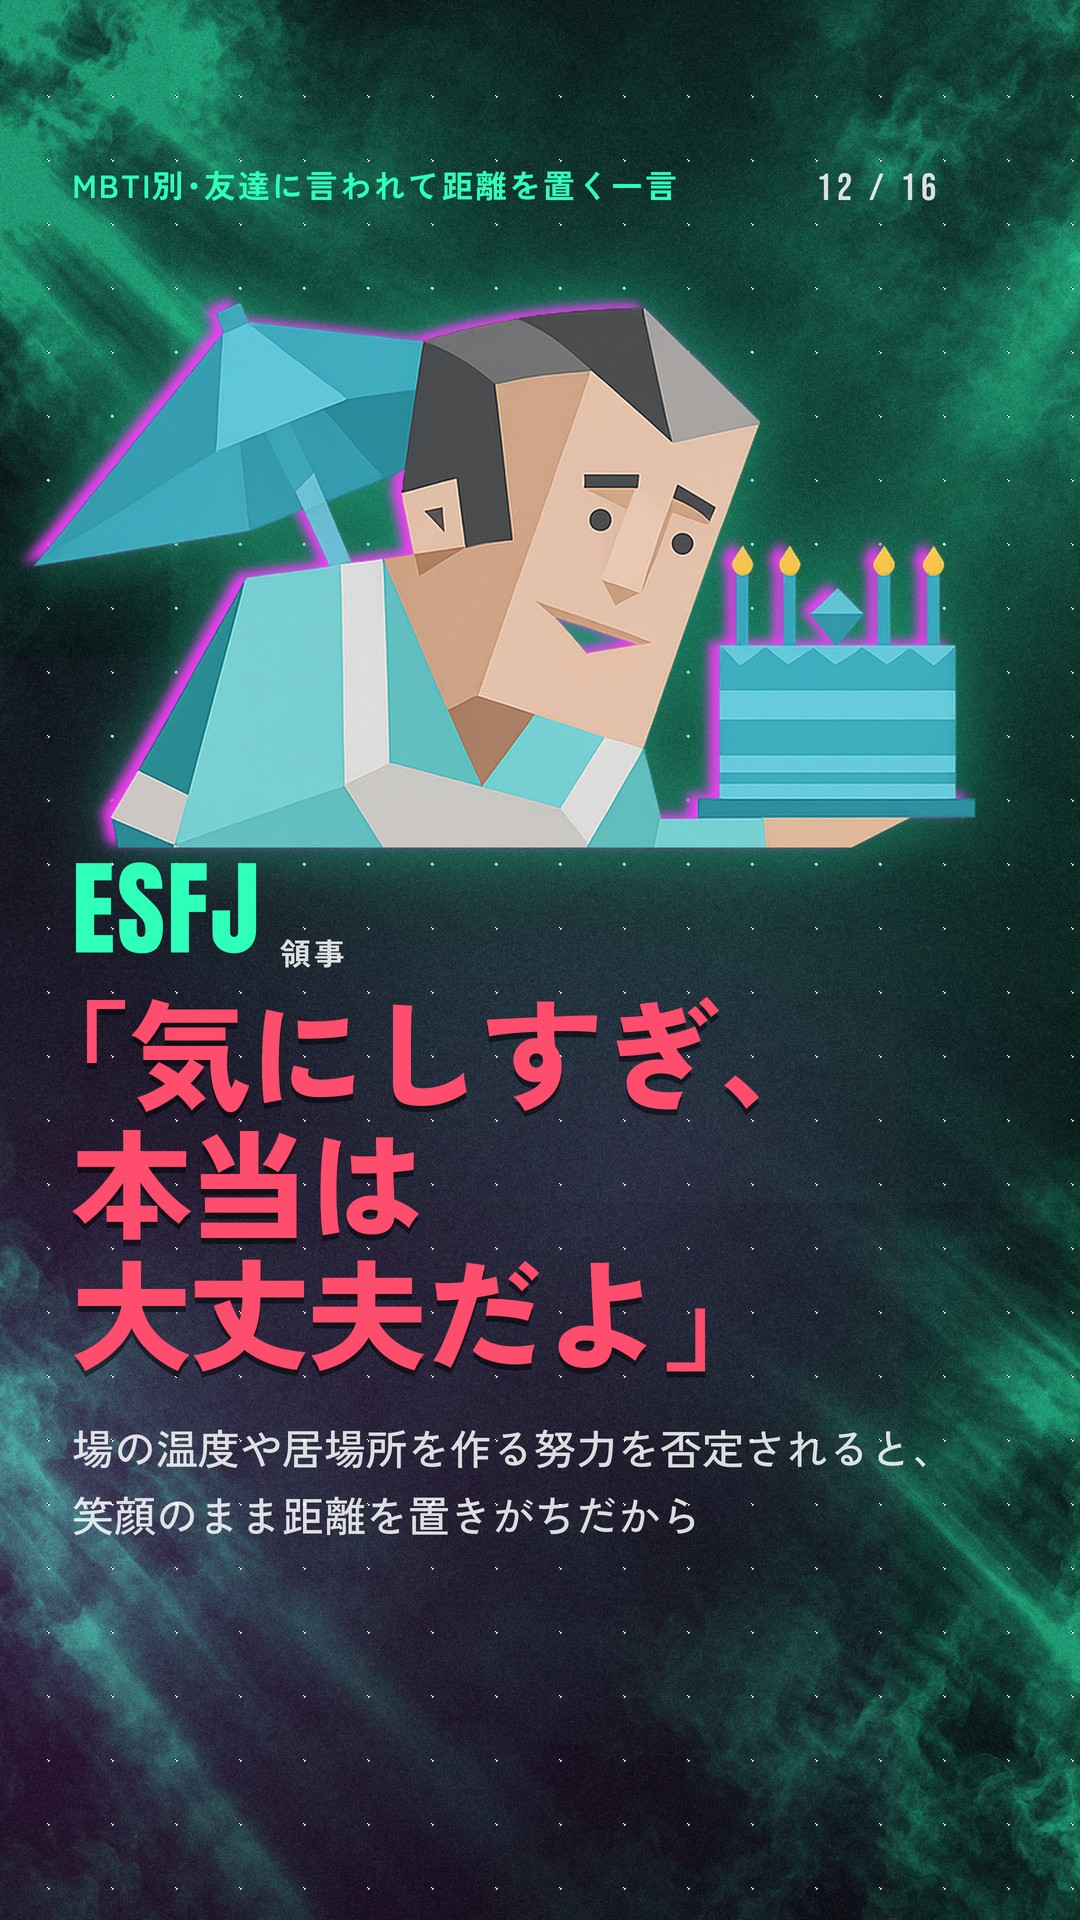 MBTI別・友達に言われて距離を置く一言
12 / 16
ESFJ
領事
「気にしすぎ、
本当は
大丈夫だよ」
場の温度や居場所を作る努力を否定されると、
笑顔のまま距離を置きがちだから